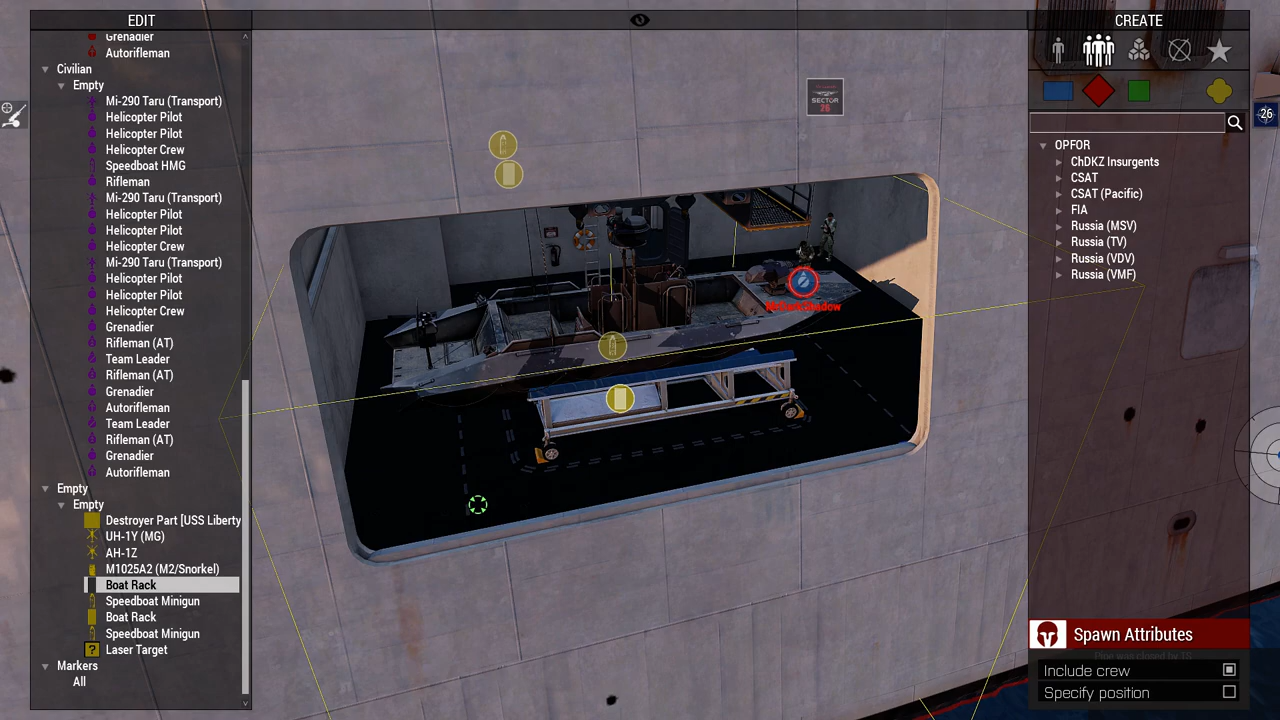 EDIT
Grenadier
Autorifleman
Civilian
Empty
Mi-290 Taru (Transport)
Helicopter Pilot
Helicopter Pilot
Helicopter Crew
Speedboat HMG
Rifleman
Mi-290 Taru (Transport)
Helicopter Pilot
Helicopter Pilot
Helicopter Crew
Mi-290 Taru (Transport)
Helicopter Pilot
Helicopter Pilot
Helicopter Crew
Grenadier
Rifleman (AT)
Team Leader
Rifleman (AT)
Grenadier
Autorifleman
Team Leader
Rifleman (AT)
Grenadier
Autorifleman
Empty
Empty
Destroyer Part [USS Liberty
UH-1Y (MG)
AH-1Z
M1025A2 (M2/Snorkel)
Boat Rack
Speedboat Minigun
Boat Rack
Speedboat Minigun
? Laser Target
Markers
All
SECTOR
26
CREATE
26
OPFOR
ChDKZ Insurgents
CSAT
CSAT (Pacific)
FIA
Russia (MSV)
Russia (TV)
Russia (VDV)
Russia (VMF)
Spawn Attributes
Include crew
Specify position